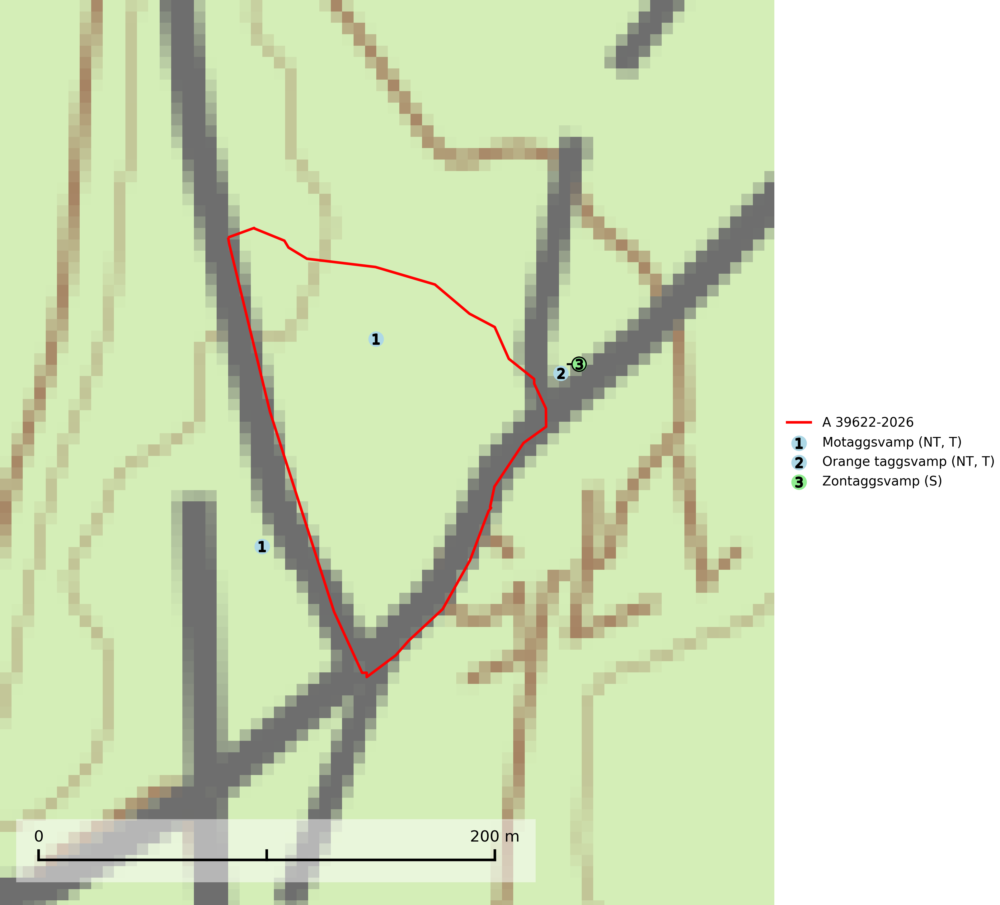 1
3
2
1
A 39622-2026
1 Motaggsvamp (NT, T)
2 Orange taggsvamp (NT, T)
3 Zontaggsvamp (S)
0 200 m